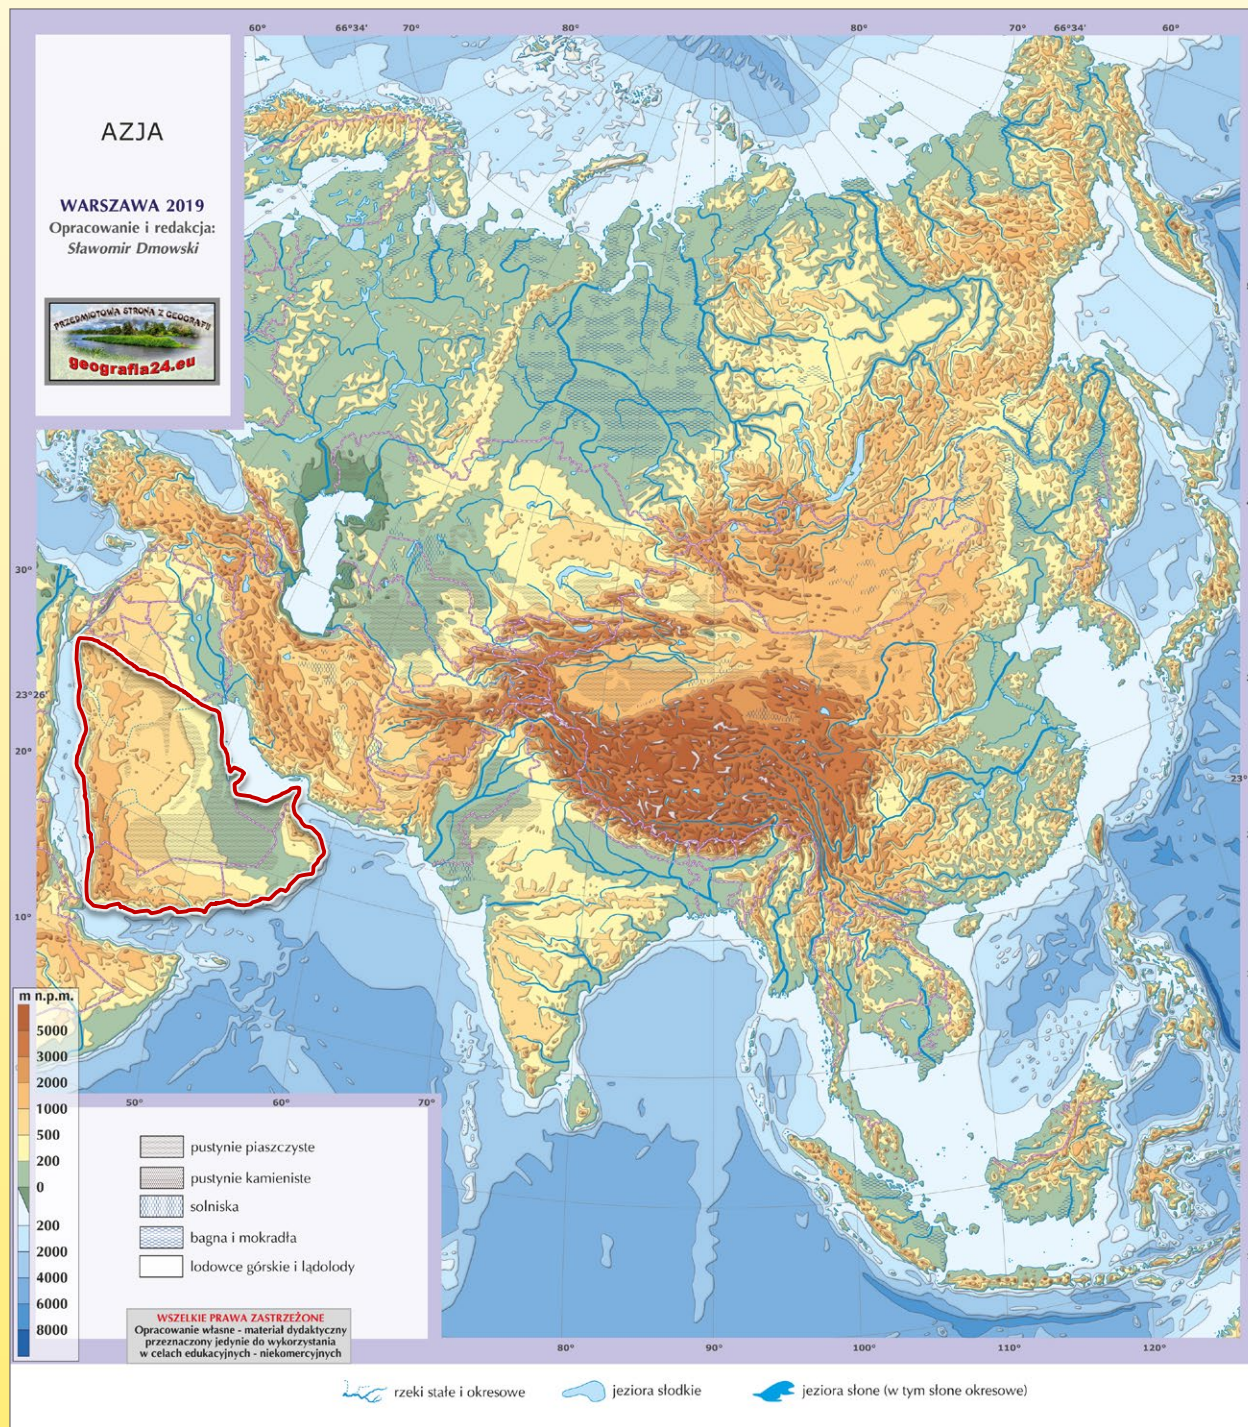 60° 66°34' 70° 80° 80° 70° 66°34' 60°
AZJA
WARSZAWA 2019
Opracowanie i redakcja:
Sławomir Dmowski
PRZEDMIOTOWA STRONA Z GEOGRAFII
geografia24.eu
30°
23°26'
20°
23°
10°
m n.p.m.
5000
3000
2000
1000
500
200
0
200
2000
4000
6000
8000
50° 60° 70°
pustynie piaszczyste
pustynie kamieniste
solniska
bagna i mokradła
lodowce górskie i lądolody
WSZELKIE PRAWA ZASTRZEŻONE
Opracowanie własne - materiał dydaktyczny
przeznaczony jedynie do wykorzystania
w celach edukacyjnych - niekomercyjnych
80° 90° 100° 110° 120°
rzeki stałe i okresowe jeziora słodkie jeziora słone (w tym słone okresowe)